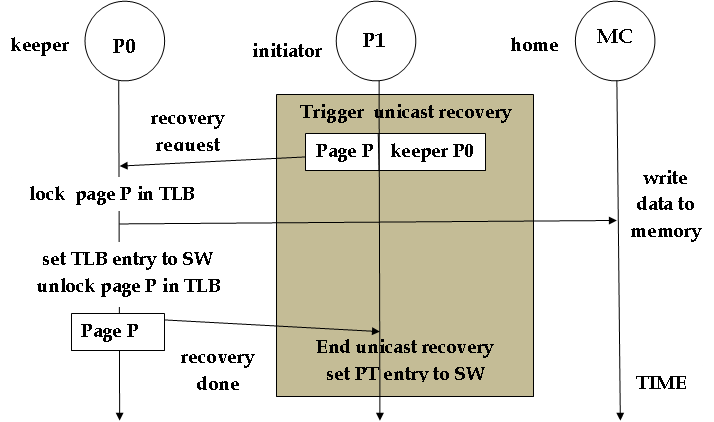 keeper
P0
initiator
P1
home
MC
Trigger unicast recovery
recovery
request
Page P
keeper P0
lock page P in TLB
write
data to
memory
set TLB entry to SW
unlock page P in TLB
Page P
recovery
done
End unicast recovery
set PT entry to SW
TIME